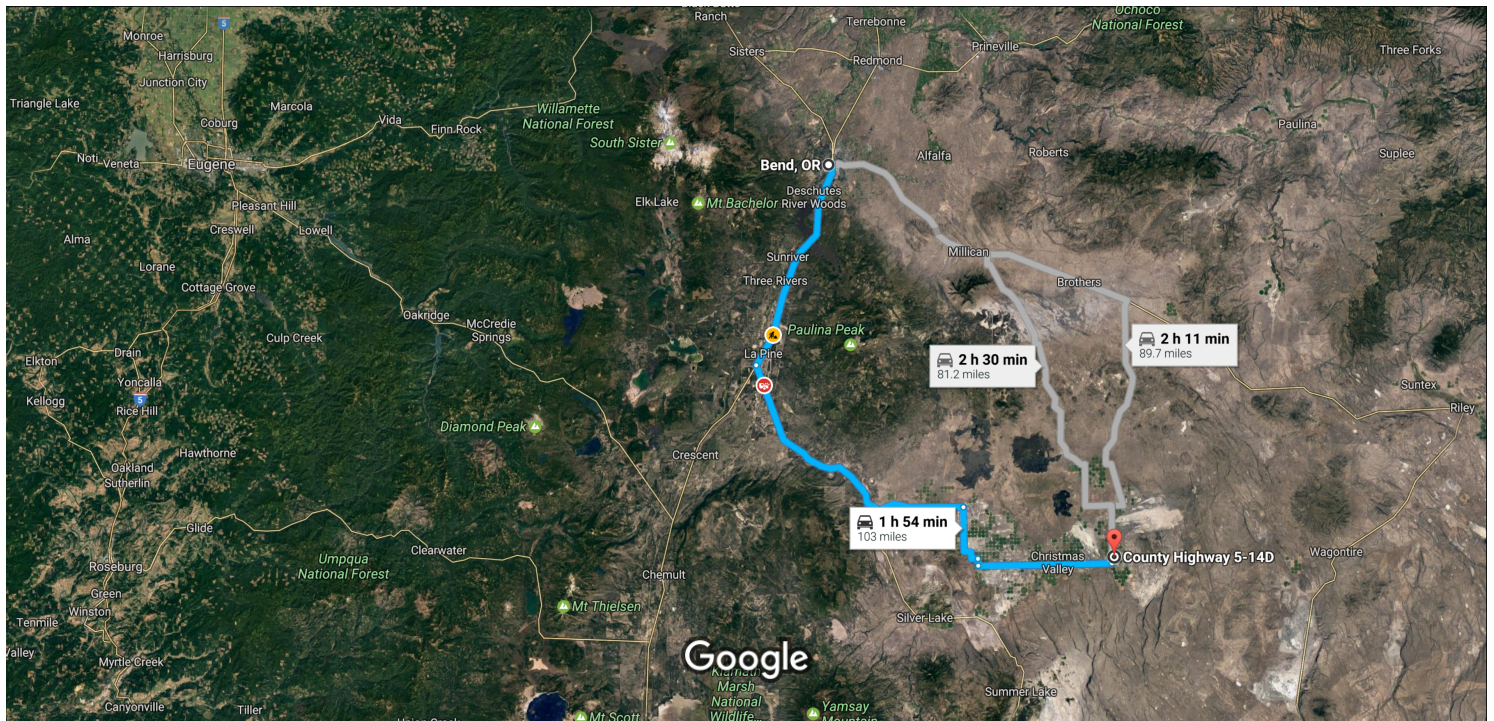 Ranch
Terrebonne
Ochoco
National Forest
Monroe
5
Harrisburg
Sisters
Redmond
Prineville
Three Forks
Junction City
Triangle Lake
Marcola
Willamette
National Forest
Coburg
Vida
Finn Rock
Paulina
South Sister
Noti
Veneta
Eugene
Bend, OR
Alfalfa
Roberts
Suplee
Deschutes
River Woods
Elk Lake
Mt Bachelor
Pleasant Hill
Creswell
Lowell
Alma
Millican
Sunriver
Lorane
Three Rivers
Brothers
Cottage Grove
Oakridge
McCredie
Springs
Paulina Peak
Culp Creek
2 h 11 min
89.7 miles
Drain
Elkton
La Pine
2 h 30 min
81.2 miles
Yoncalla
Suntex
Kellogg
5
Rice Hill
Riley
Diamond Peak
Hawthorne
Crescent
Oakland
Sutherlin
Glide
1 h 54 min
103 miles
Clearwater
Christmas
Valley
County Highway 5-14D
Wagontire
Umpqua
National Forest
Roseburg
Chemult
Green
Winston
Mt Thielsen
Tenmile
Silver Lake
Valley
Myrtle Creek
Google
Klamath
Marsh
National
Wildlife...
Summer Lake
Canyonville
Tiller
Mt Scott
Yamsay
Mountain